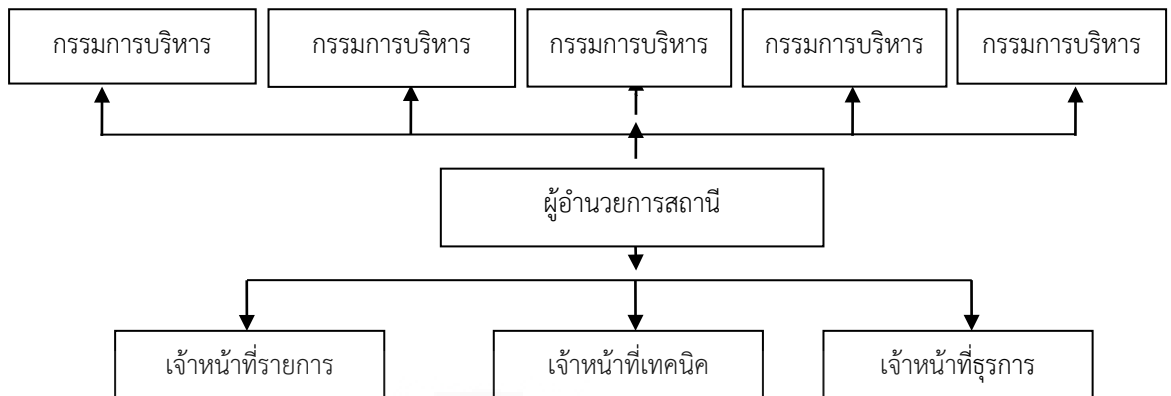 กรรมการบริหาร
กรรมการบริหาร
กรรมการบริหาร
กรรมการบริหาร
กรรมการบริหาร
ผู้อำนวยการสถานี
เจ้าหน้าที่รายการ
เจ้าหน้าที่เทคนิค
เจ้าหน้าที่ธุรการ